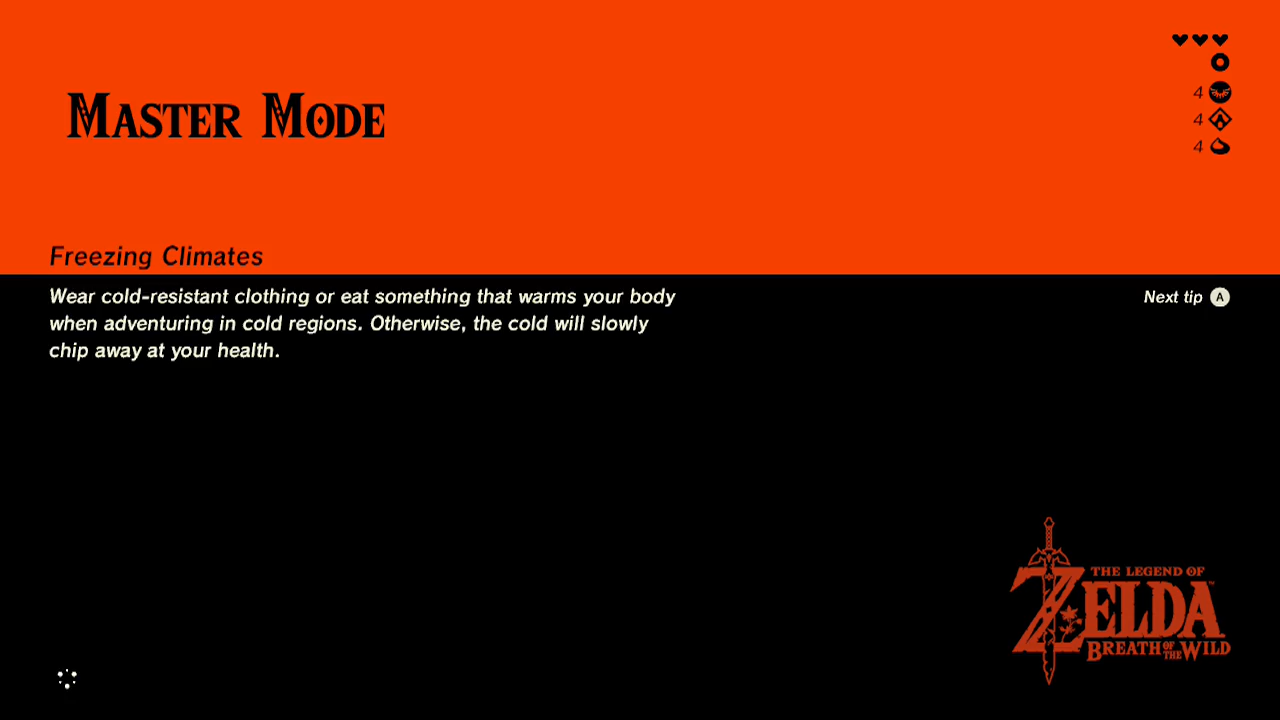 Master Mode
4
4
4
Freezing Climates
Wear cold-resistant clothing or eat something that warms your body
when adventuring in cold regions. Otherwise, the cold will slowly
chip away at your health.
Next tip A
THE LEGEND OF
ZELDA™
BREATH OF THE WILD